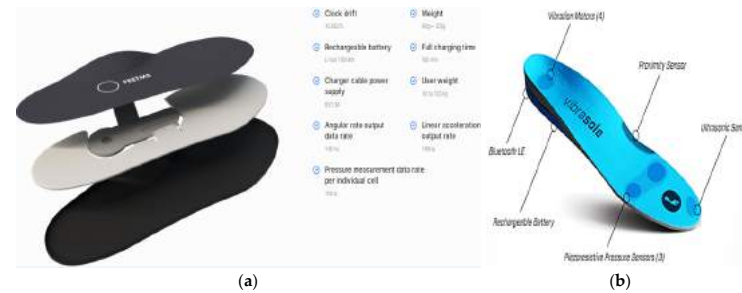 FEETME
Clock drift
Weight
Rechargeable battery
Full charging time
Charger cable power
supply
User weight
Angular rate output
data rate
Linear acceleration
output rate
Pressure measurement data rate
per individual cell
(a)
Vibration Motors (4)
Proximity Sensor
vibrasole
Ultrasonic Sen
Bluetooth LE
Rechargeable Battery
Piezoresistive Pressure Sensors (3)
(b)